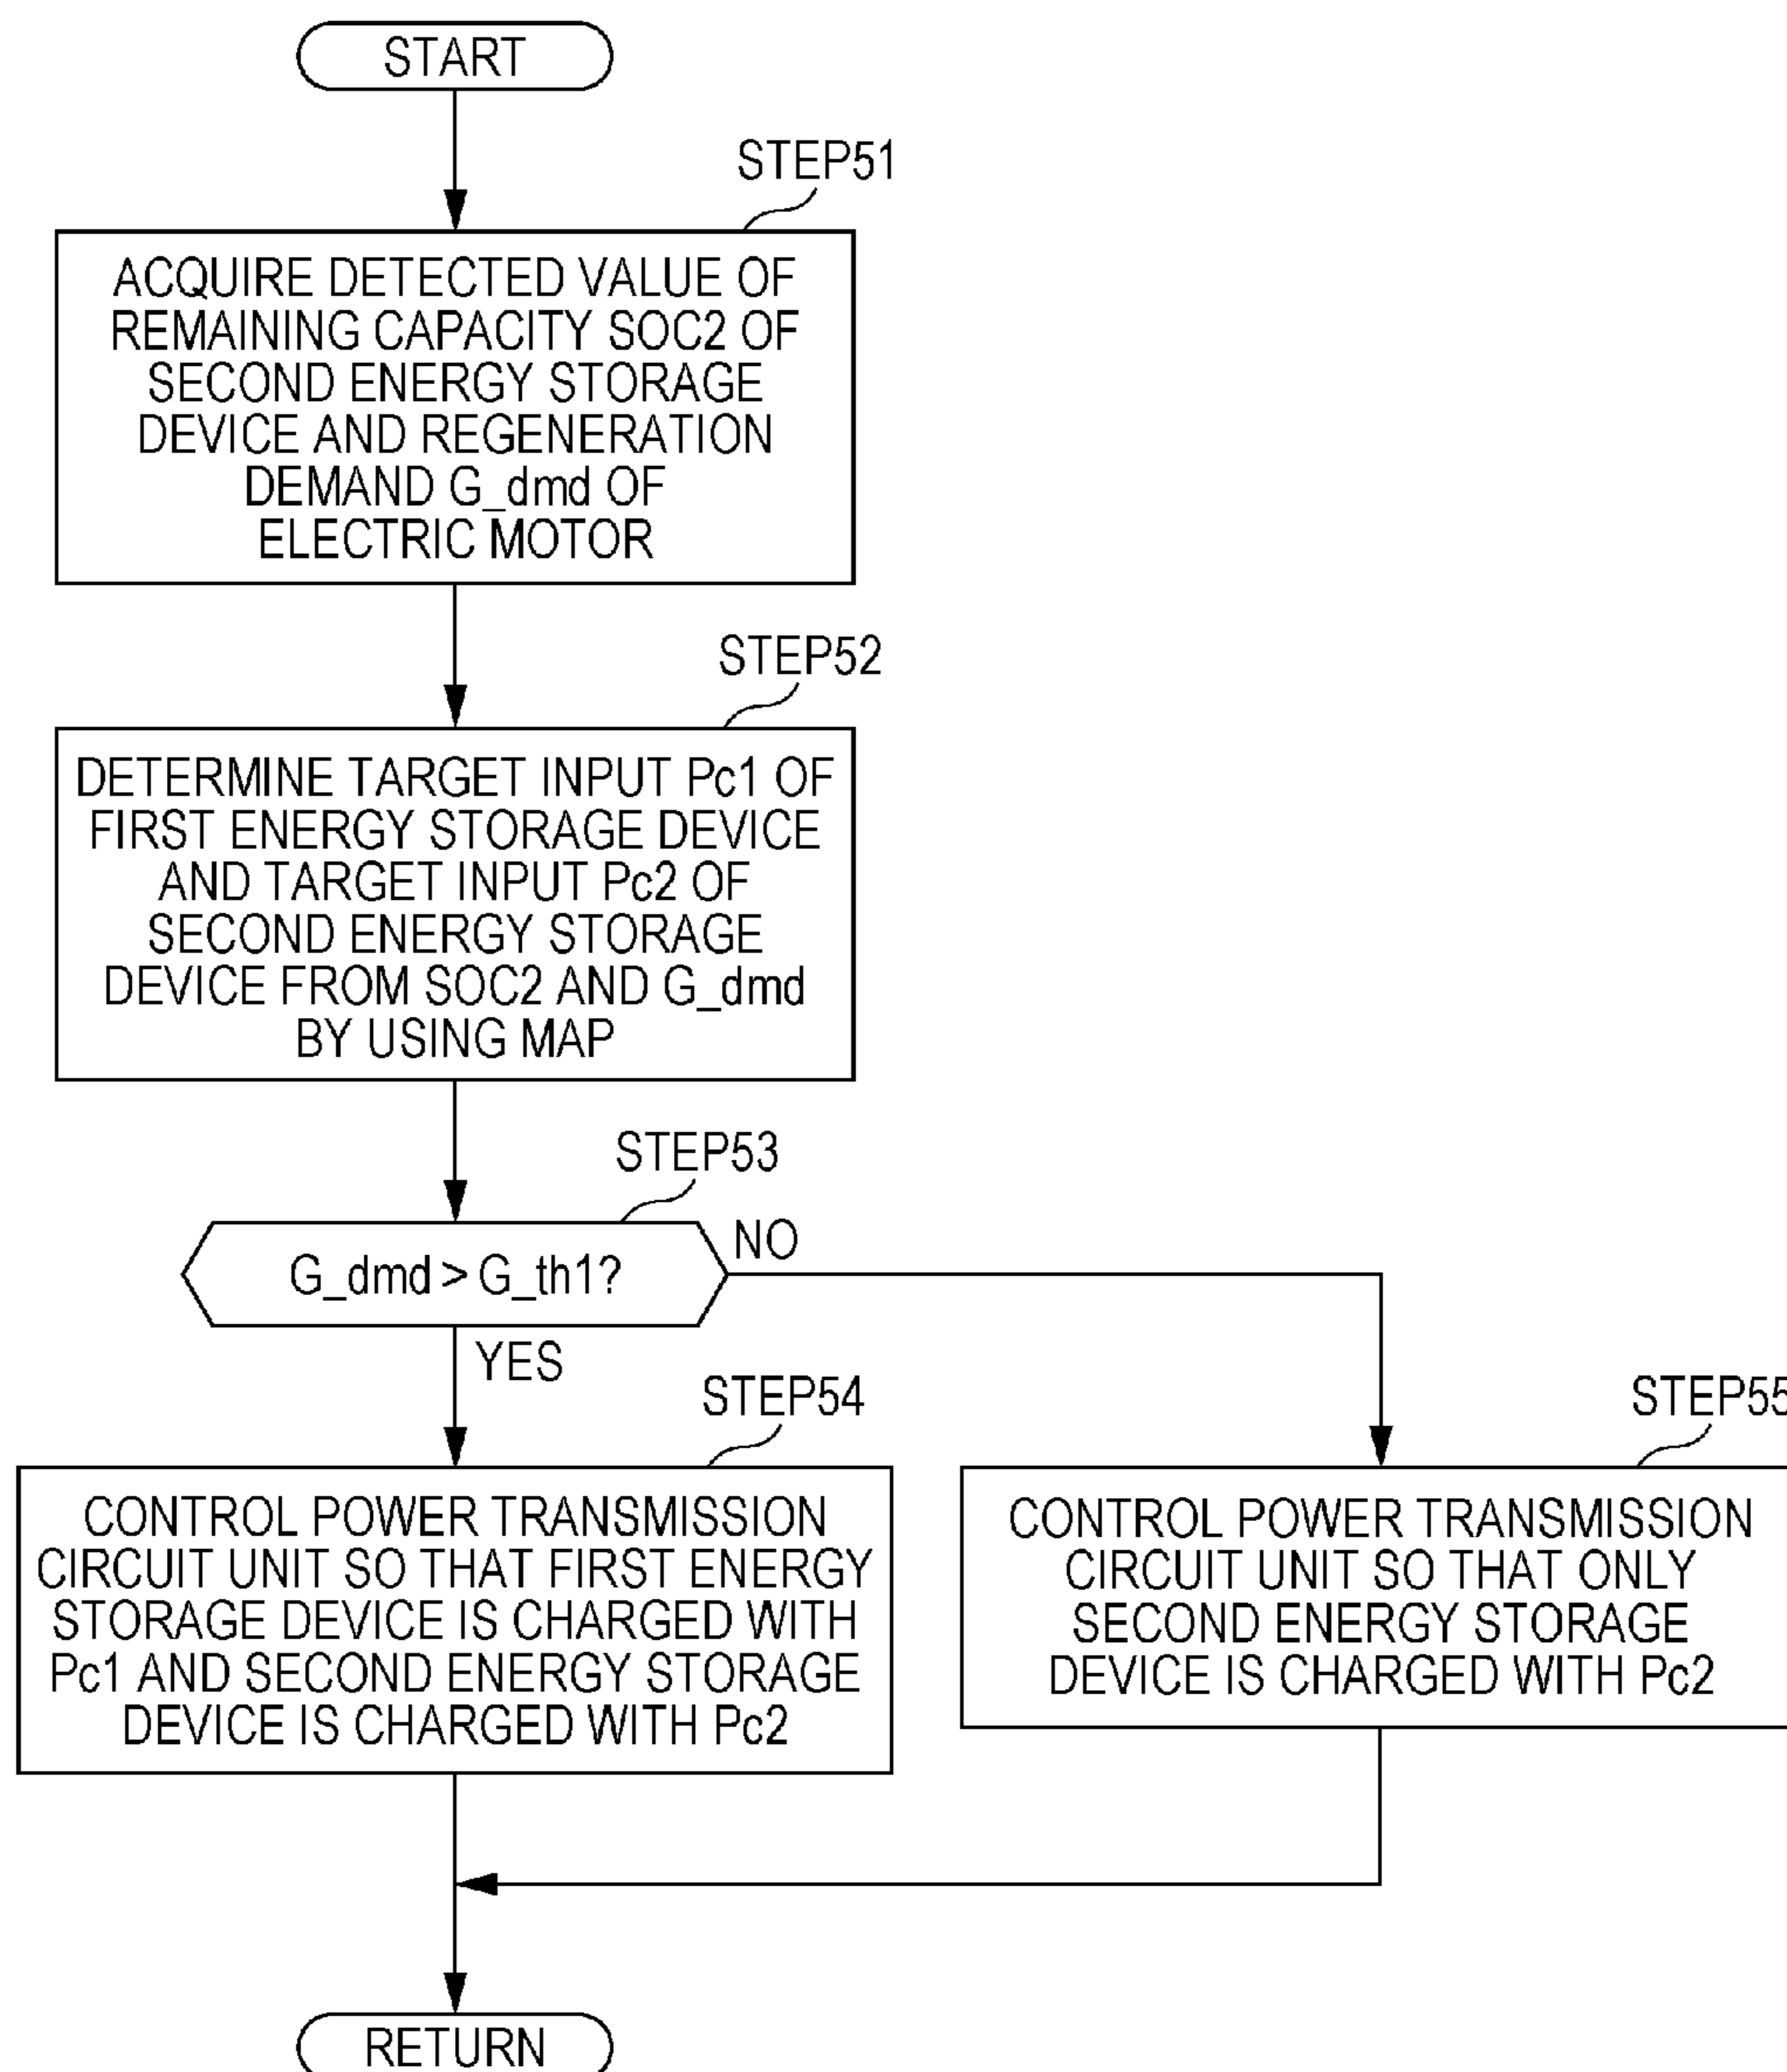 START
STEP51
ACQUIRE DETECTED VALUE OF
REMAINING CAPACITY SOC2 OF
SECOND ENERGY STORAGE
DEVICE AND REGENERATION
DEMAND G_dmd OF
ELECTRIC MOTOR
STEP52
DETERMINE TARGET INPUT Pc1 OF
FIRST ENERGY STORAGE DEVICE
AND TARGET INPUT Pc2 OF
SECOND ENERGY STORAGE
DEVICE FROM SOC2 AND G_dmd
BY USING MAP
STEP53
G_dmd > G_th1?
NO
YES
STEP54
CONTROL POWER TRANSMISSION
CIRCUIT UNIT SO THAT FIRST ENERGY
STORAGE DEVICE IS CHARGED WITH
Pc1 AND SECOND ENERGY STORAGE
DEVICE IS CHARGED WITH Pc2
STEP55
CONTROL POWER TRANSMISSION
CIRCUIT UNIT SO THAT ONLY
SECOND ENERGY STORAGE
DEVICE IS CHARGED WITH Pc2
RETURN